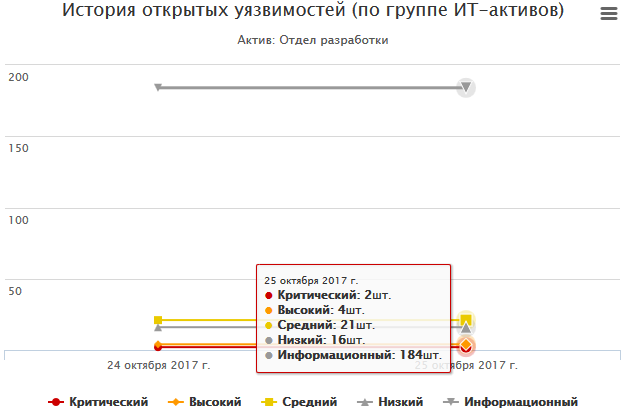 История открытых уязвимостей (по группе ИТ-активов)
Актив: Отдел разработки
200
150
100
50
25 октября 2017 г.
Критический: 2шт.
Высокий: 4шт.
Средний: 21шт.
Низкий: 16шт.
Информационный: 184шт.
24 октября 2017 г.
25 октября 2017 г.
Критический
Высокий
Средний
Низкий
Информационный